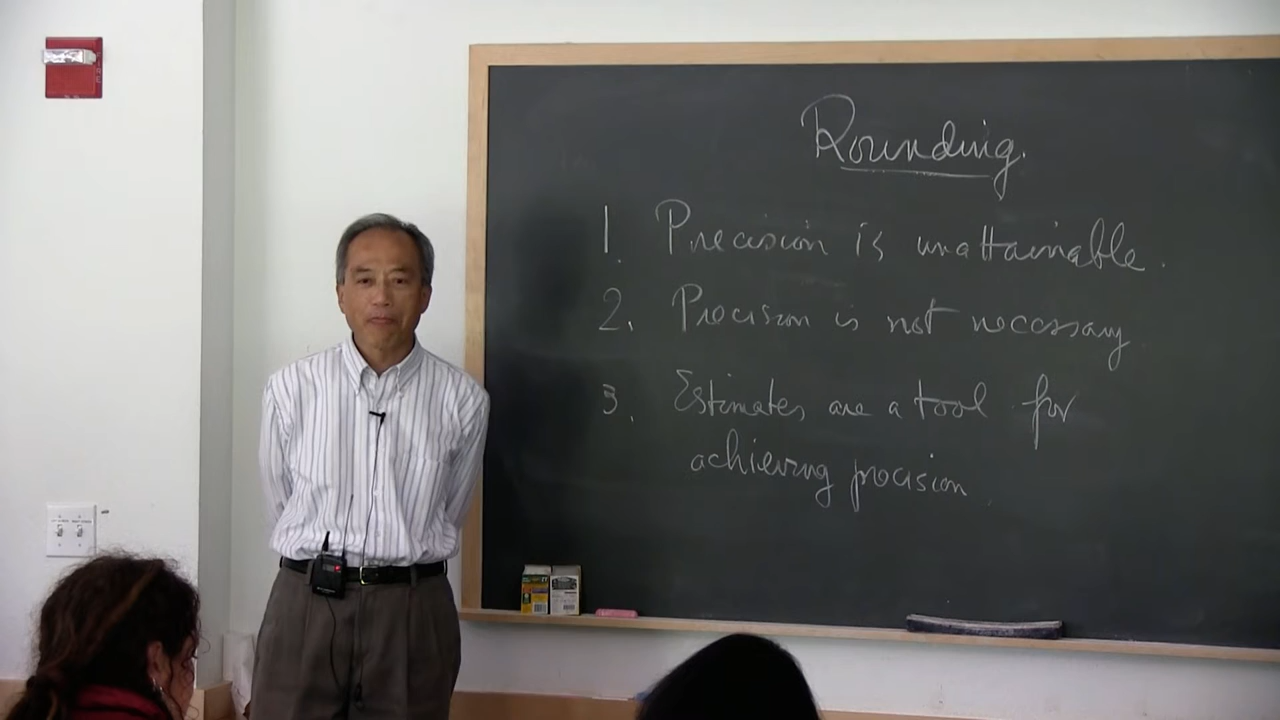 Rounding.
1. Precision is unattainable.
2. Precision is not necessary
3. Estimates are a tool for
achieving precision.